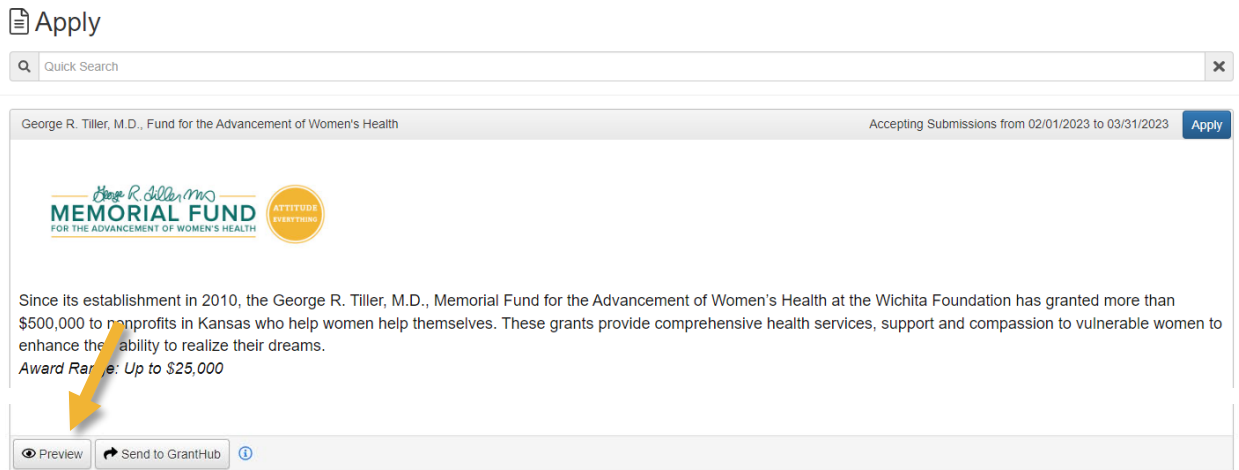 Apply
Quick Search
George R. Tiller, M.D., Fund for the Advancement of Women's Health Accepting Submissions from 02/01/2023 to 03/31/2023 Apply
George R. Tiller MD
MEMORIAL FUND
FOR THE ADVANCEMENT OF WOMEN'S HEALTH
ATTITUDE
EVERYTHING
Since its establishment in 2010, the George R. Tiller, M.D., Memorial Fund for the Advancement of Women’s Health at the Wichita Foundation has granted more than
$500,000 to nonprofits in Kansas who help women help themselves. These grants provide comprehensive health services, support and compassion to vulnerable women to
enhance their ability to realize their dreams.
Award Range: Up to $25,000
Preview Send to GrantHub